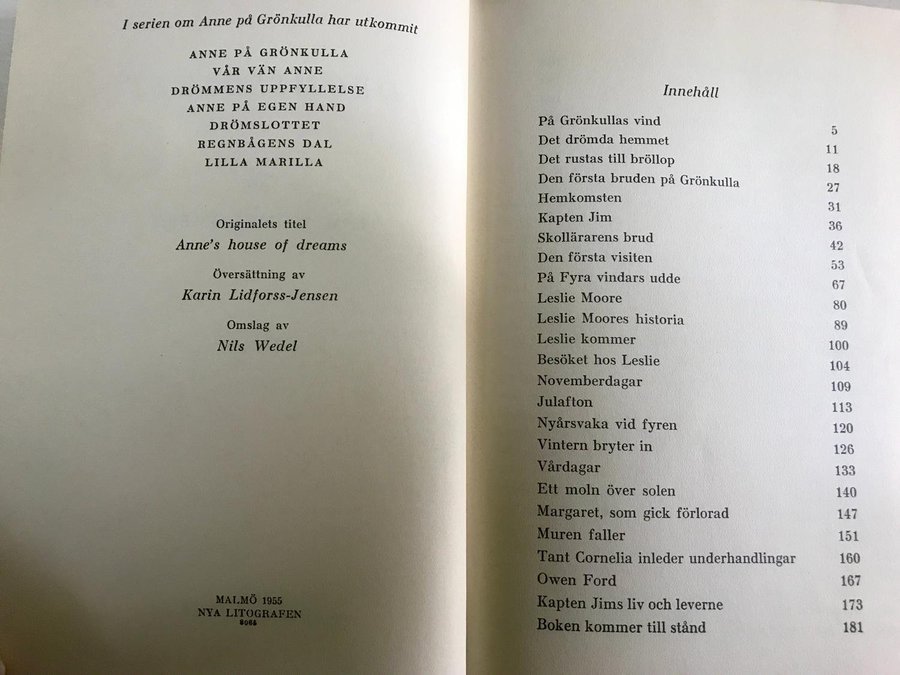 I serien om Anne på Grönkulla har utkommit
ANNE PÅ GRÖNKULLA
VÅR VÄN ANNE
DRÖMMENS UPPFYLLELSE
ANNE PÅ EGEN HAND
DRÖMSLOTTET
REGNBÅGENS DAL
LILLA MARILLA
Originalets titel
Anne's house of dreams
Översättning av
Karin Lidforss-Jensen
Omslag av
Nils Wedel
MALMÖ 1955
NYA LITOGRAFEN
8065
Innehåll
På Grönkullas vind 5
Det drömda hemmet 11
Det rustas till bröllop 18
Den första bruden på Grönkulla 27
Hemkomsten 31
Kapten Jim 36
Skollärarens brud 42
Den första visiten 53
På Fyra vindars udde 67
Leslie Moore 80
Leslie Moores historia 89
Leslie kommer 100
Besöket hos Leslie 104
Novemberdagar 109
Julafton 113
Nyårsvaka vid fyren 120
Vintern bryter in 126
Vårdagar 133
Ett moln över solen 140
Margaret, som gick förlorad 147
Muren faller 151
Tant Cornelia inleder underhandlingar 160
Owen Ford 167
Kapten Jims liv och leverne 173
Boken kommer till stånd 181